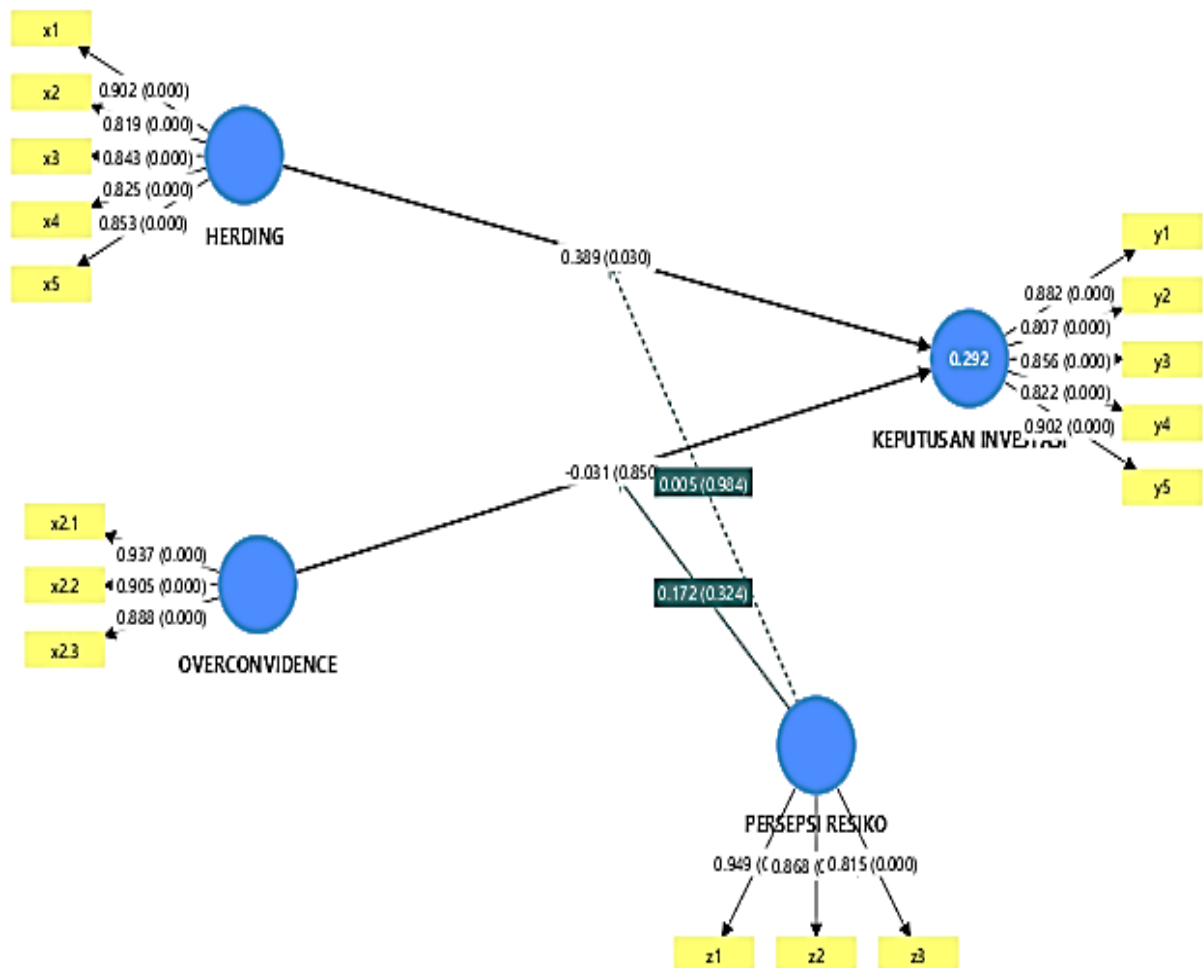 x1
0.902 (0.000)
x2
0.819 (0.000)
x3
0.843 (0.000)
x4
0.825 (0.000)
0.853 (0.000)
x5
HERDING
0.389 (0.030)
y1
0.882 (0.000)
y2
0.807 (0.000)
0.292
0.856 (0.000)
y3
0.822 (0.000)
y4
0.902 (0.000)
KEPUTUSAN
y5
-0.031 (0.850
0.005 (0.984)
x2.1
0.937 (0.000)
x2.2
0.905 (0.000)
0.888 (0.000)
x2.3
OVERCONVIDENCE
0.172 (0.324)
PERSEPSI RESIKO
0.949
0.868
0.815 (0.000)
z1
z2
z3